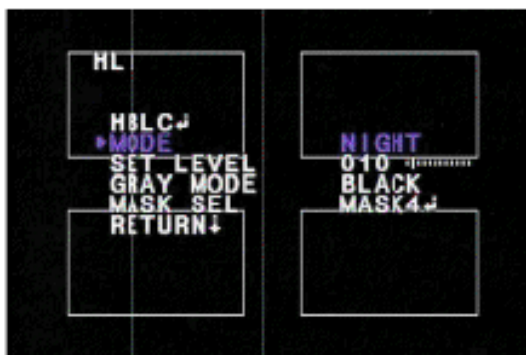 HL
HBLC↲
▶MODE NIGHT
SET LEVEL 010
GRAY MODE BLACK
MASK SEL MASK4↲
RETURN↓